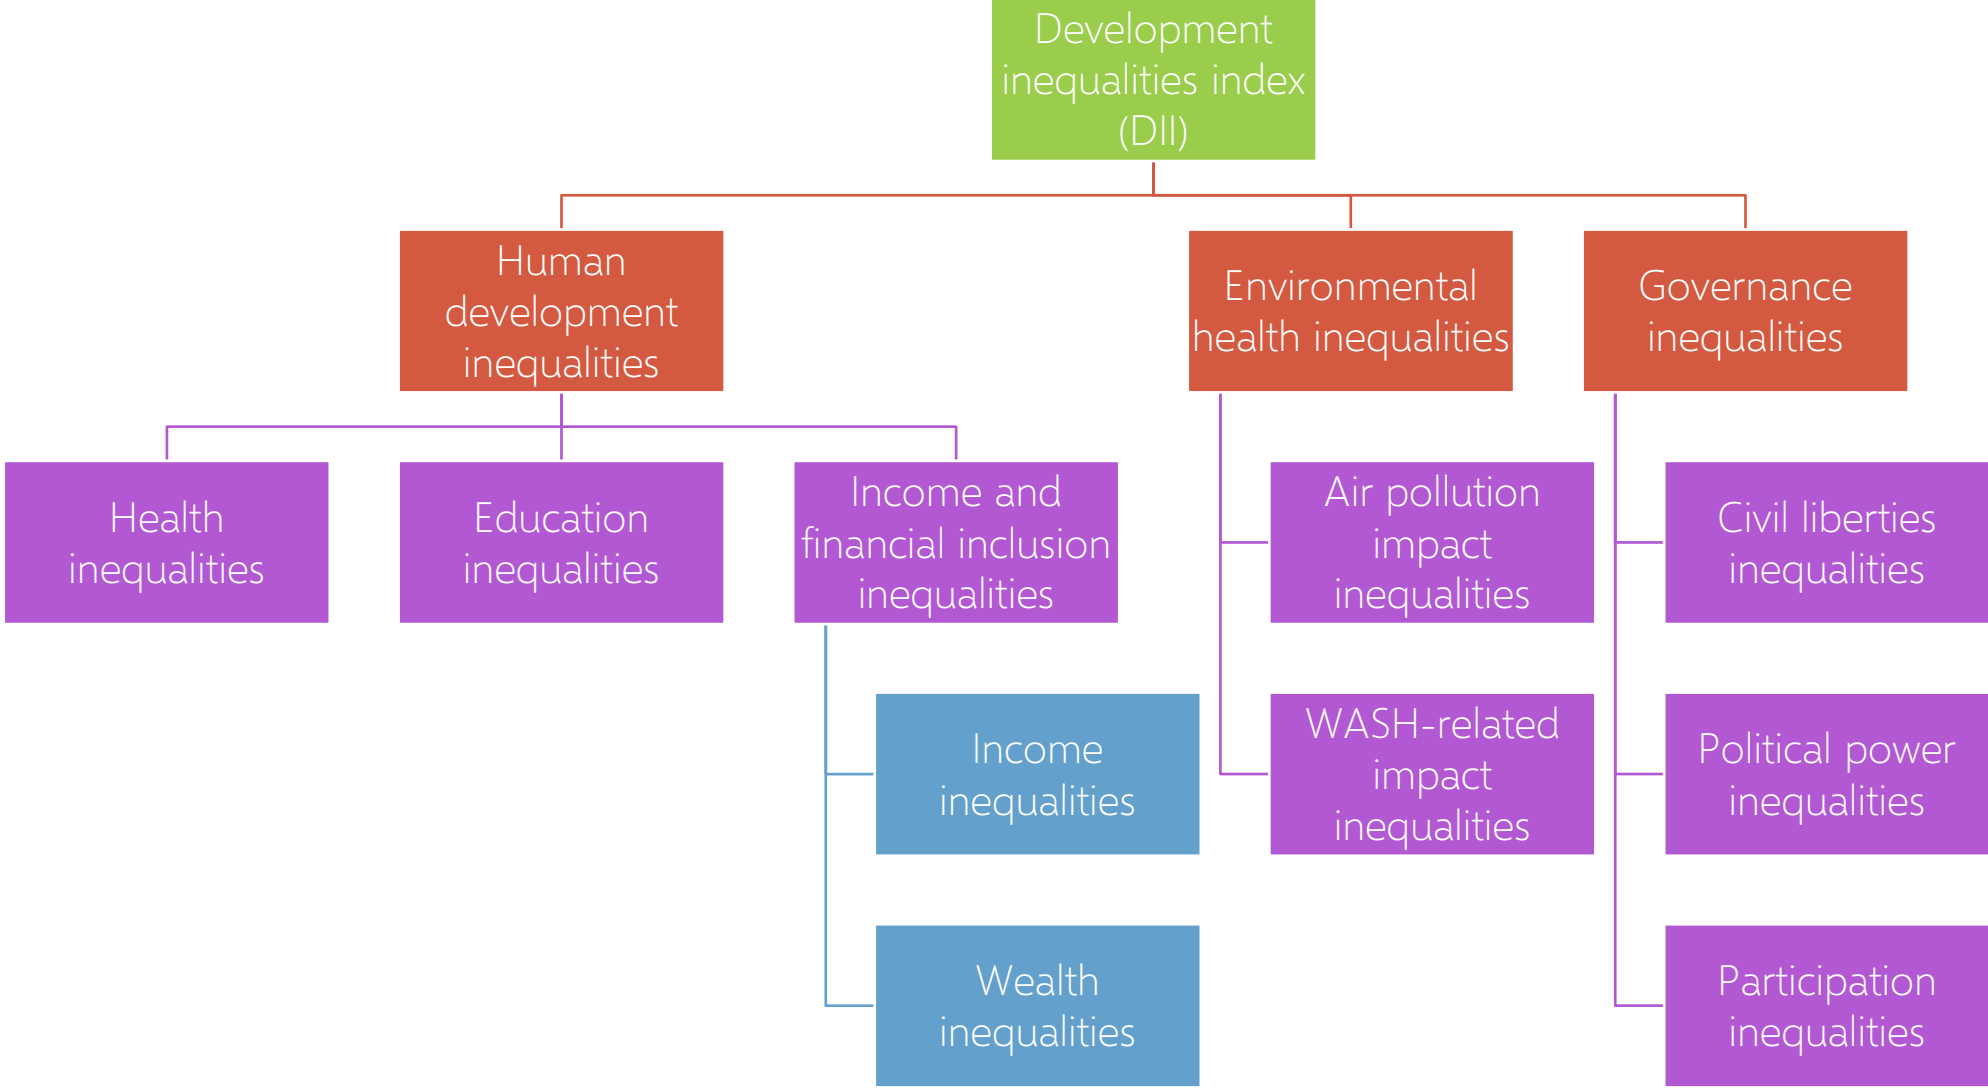 Development
inequalities index
(DII)
Human
development
inequalities
Environmental
health inequalities
Governance
inequalities
Health
inequalities
Education
inequalities
Income and
financial inclusion
inequalities
Air pollution
impact
inequalities
Civil liberties
inequalities
Income
inequalities
WASH-related
impact
inequalities
Political power
inequalities
Wealth
inequalities
Participation
inequalities